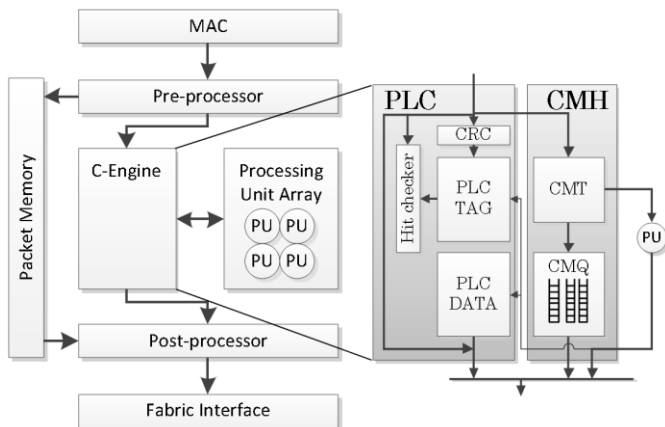 MAC
Pre-processor
Packet Memory
C-Engine
Processing
Unit Array
PU PU
PU PU
Post-processor
Fabric Interface
PLC
CRC
Hit checker
PLC
TAG
PLC
DATA
CMH
CMT
CMQ
PU